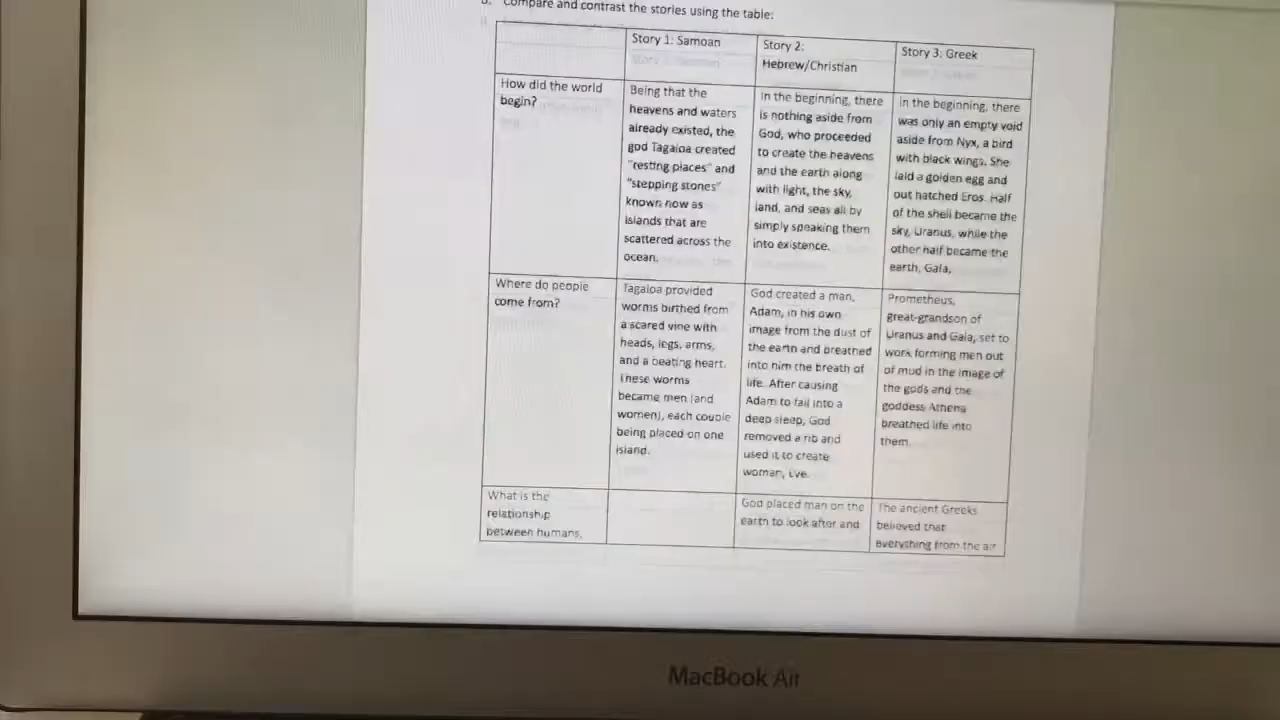 Compare and contrast the stories using the table:
Story 1: Samoan
Story 2:
Hebrew/Christian
Story 3: Greek
How did the world
begin?
Being that the
heavens and waters
already existed, the
god Tagaloa created
"resting places" and
"stepping stones"
known now as
islands that are
scattered across the
ocean.
In the beginning, there
is nothing aside from
God, who proceeded
to create the heavens
and the earth along
with light, the sky,
land, and seas all by
simply speaking them
into existence.
In the beginning, there
was only an empty void
aside from Nyx, a bird
with black wings. She
laid a golden egg and
out hatched Eros. Half
of the shell became the
sky, Uranus, while the
other half became the
earth, Gaia.
Where do people
come from?
Tagaloa provided
worms birthed from
a scared vine with
heads, legs, arms,
and a beating heart.
These worms
became men (and
women), each couple
being placed on one
island.
God created a man,
Adam, in his own
image from the dust of
the earth and breathed
into him the breath of
life. After causing
Adam to fall into a
deep sleep, God
removed a rib and
used it to create
woman, Eve.
Prometheus,
great-grandson of
Uranus and Gaia, set to
work forming men out
of mud in the image of
the gods and the
goddess Athena
breathed life into
them.
What is the
relationship
between humans,
God placed man on the
earth to look after and
The ancient Greeks
believed that
everything from the air
MacBook Air